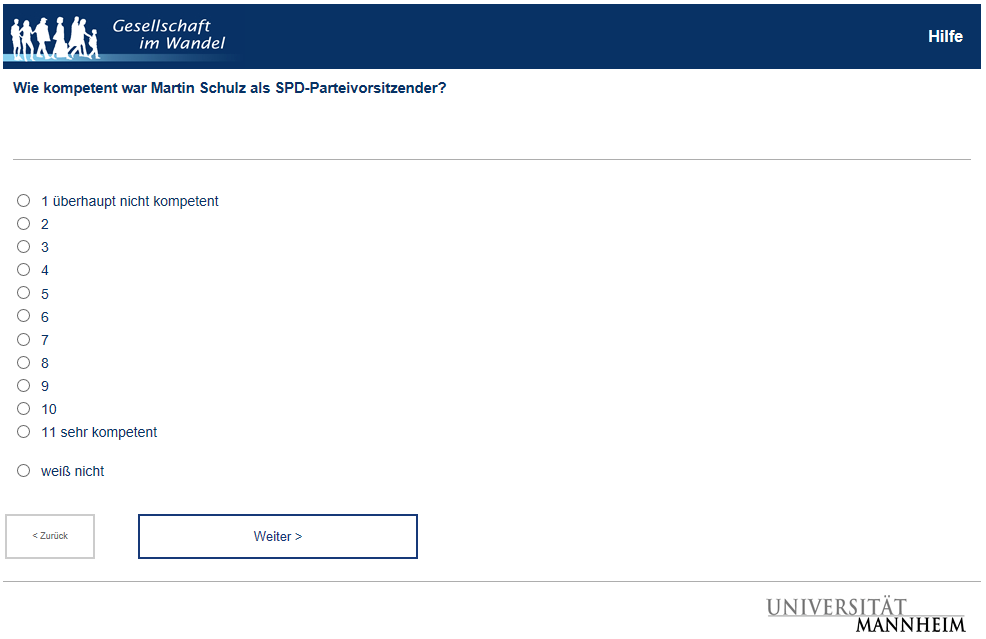 Gesellschaft
im Wandel
Hilfe
Wie kompetent war Martin Schulz als SPD-Parteivorsitzender?
1 überhaupt nicht kompetent
2
3
4
5
6
7
8
9
10
11 sehr kompetent
weiß nicht
< Zurück
Weiter >
UNIVERSITÄT
MANNHEIM